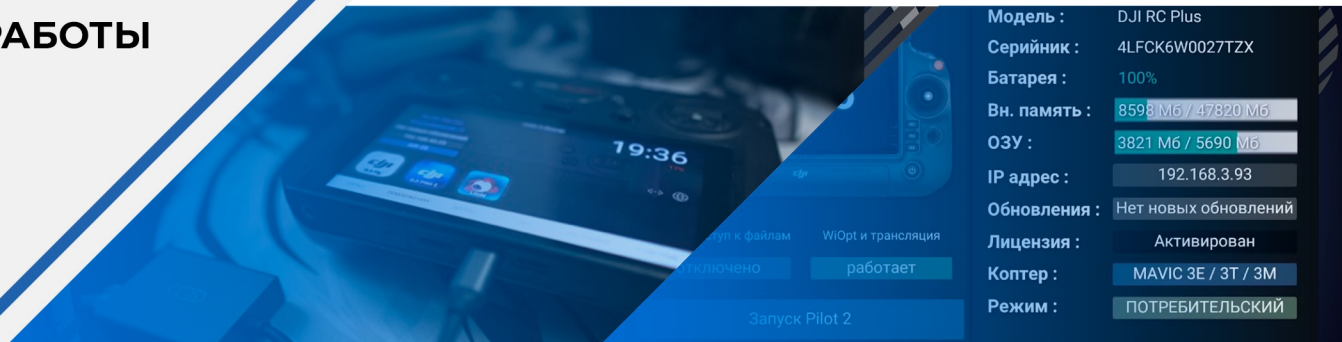 РАБОТЫ
19:36
Модель : DJI RC Plus
Серийник : 4LFCK6W0027TZX
Батарея : 100%
Вн. память : 8598 Мб / 47820 Мб
ОЗУ : 3821 Мб / 5690 Мб
IP адрес : 192.168.3.93
Обновления : Нет новых обновлений
Лицензия : Активирован
Коптер : MAVIC 3E / 3T / 3M
Режим : ПОТРЕБИТЕЛЬСКИЙ
к файлам WiOpt и трансляция
работает
Запуск Pilot 2